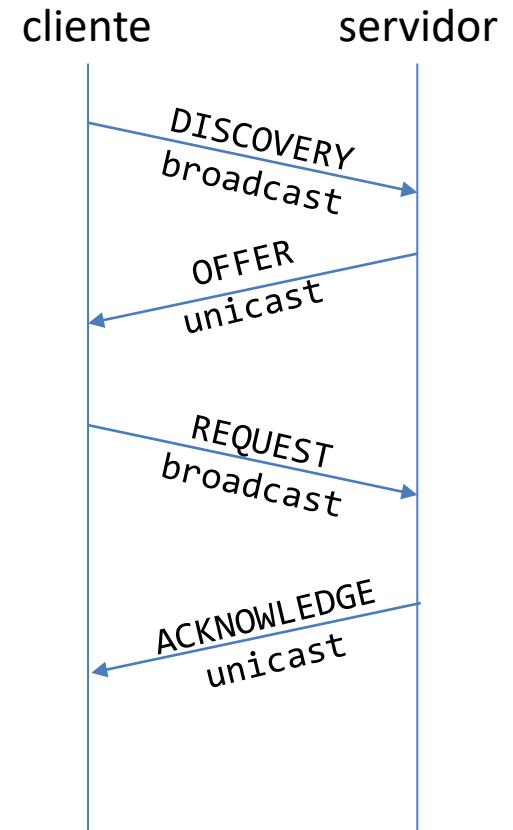 cliente servidor
DISCOVERY
broadcast
OFFER
unicast
REQUEST
broadcast
ACKNOWLEDGE
unicast